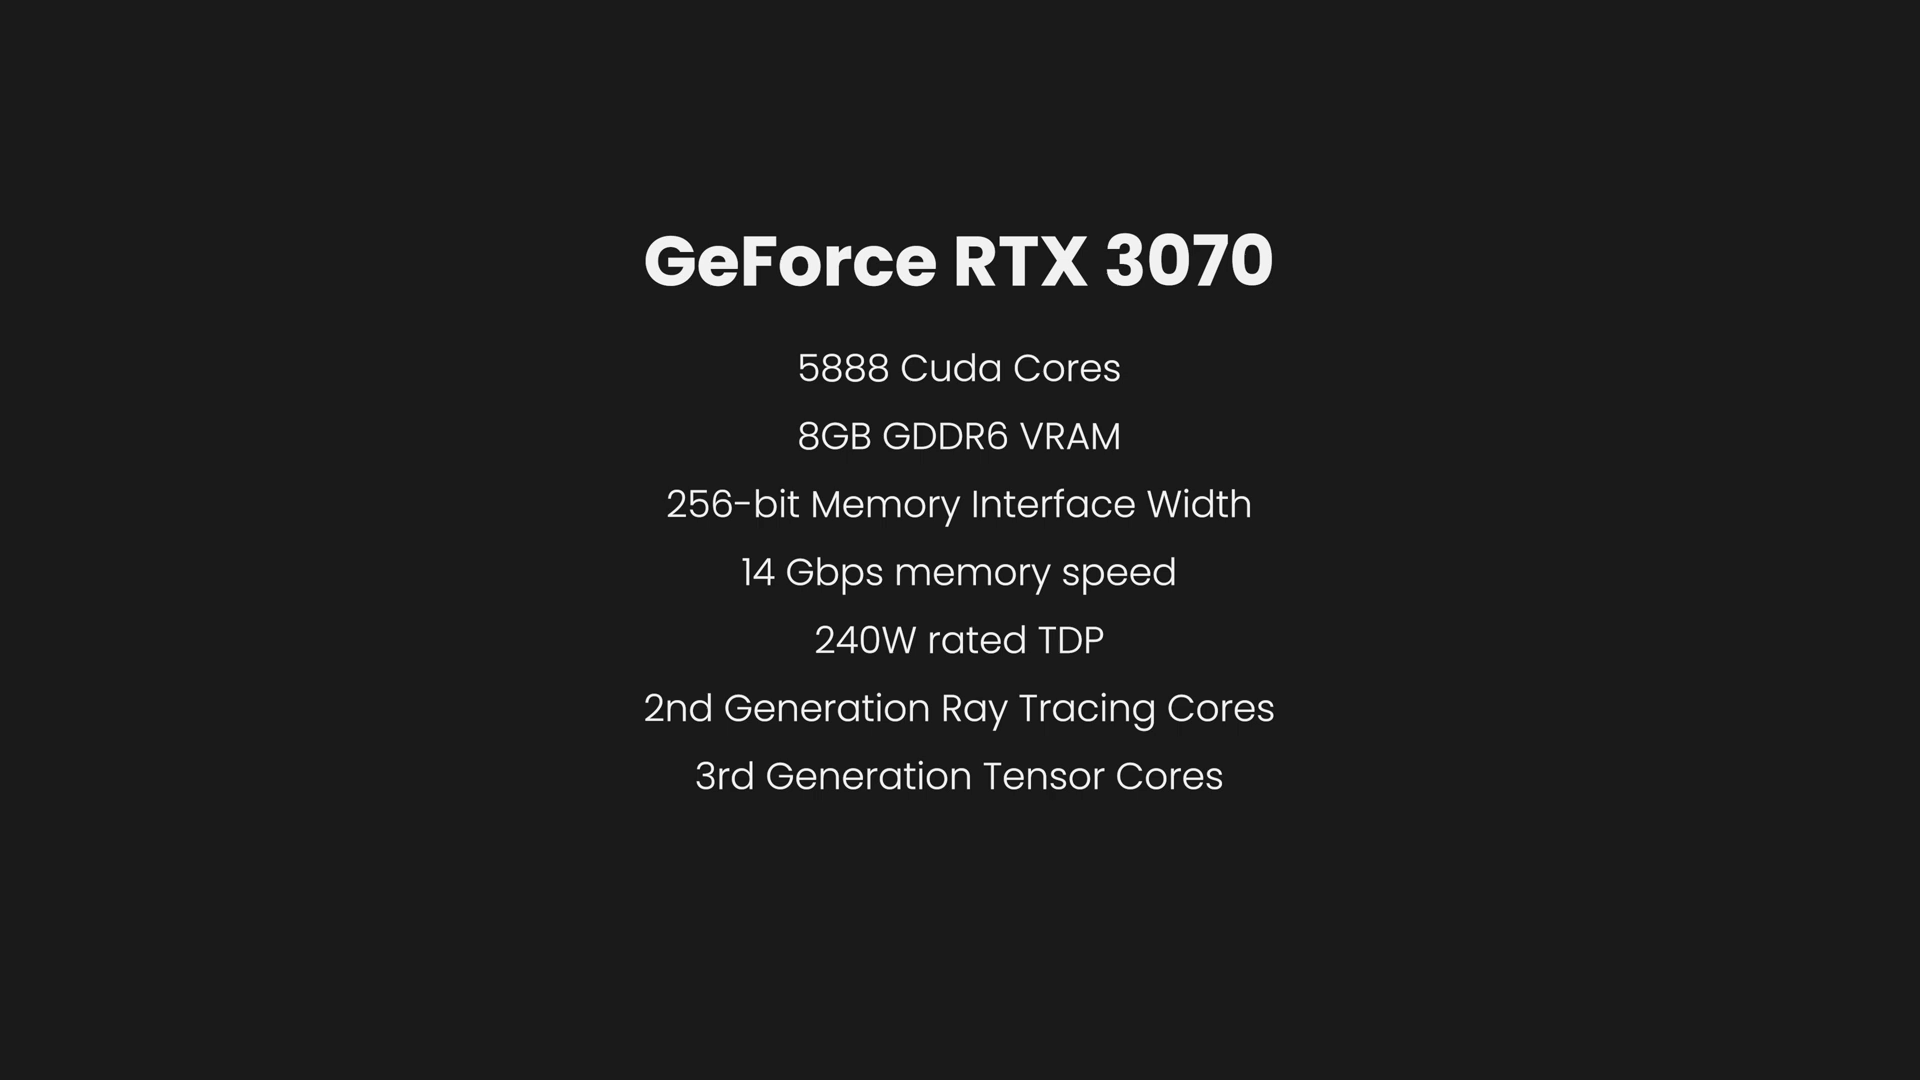 GeForce RTX 3070
5888 Cuda Cores
8GB GDDR6 VRAM
256-bit Memory Interface Width
14 Gbps memory speed
240W rated TDP
2nd Generation Ray Tracing Cores
3rd Generation Tensor Cores